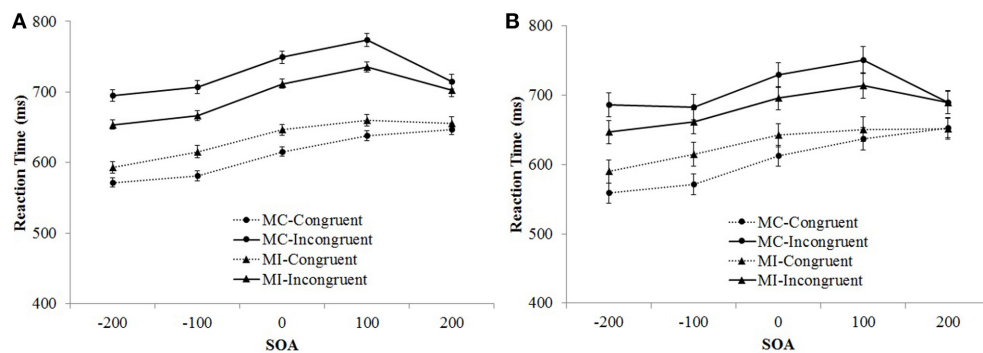 A
Reaction Time (ms)
800
700
600
500
400
MC-Congruent
MC-Incongruent
MI-Congruent
MI-Incongruent
-200 -100 0 100 200
SOA
B
Reaction Time (ms)
800
700
600
500
400
MC-Congruent
MC-Incongruent
MI-Congruent
MI-Incongruent
-200 -100 0 100 200
SOA